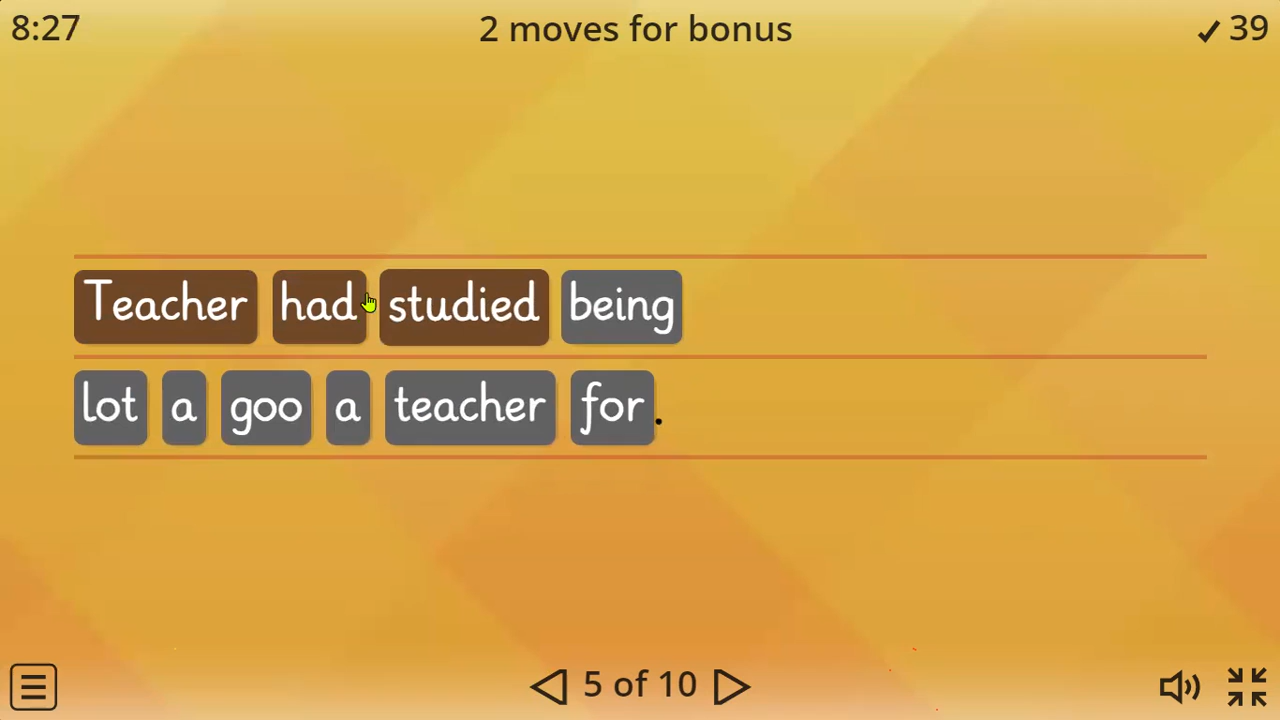 8:27
2 moves for bonus
✓ 39
Teacher had studied being
lot a goo a teacher for.
5 of 10